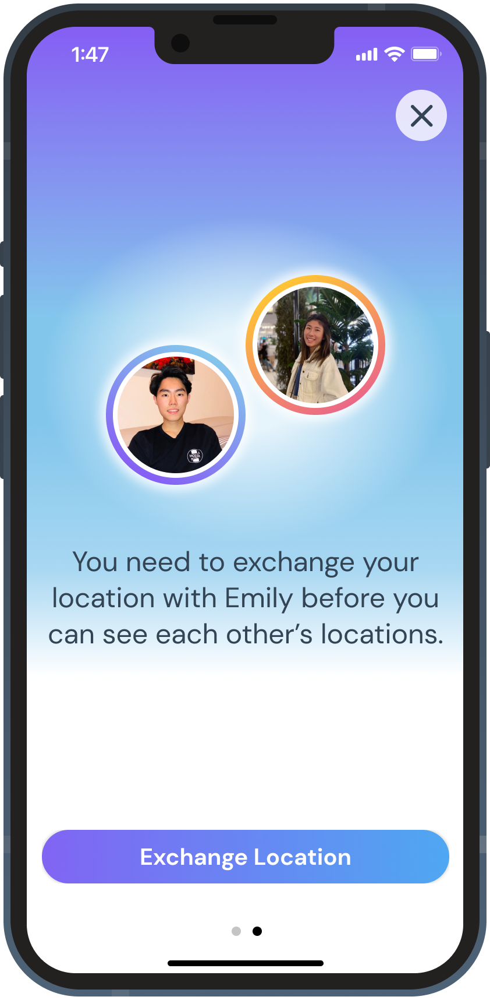 1:47
You need to exchange your
location with Emily before you
can see each other’s locations.
Exchange Location